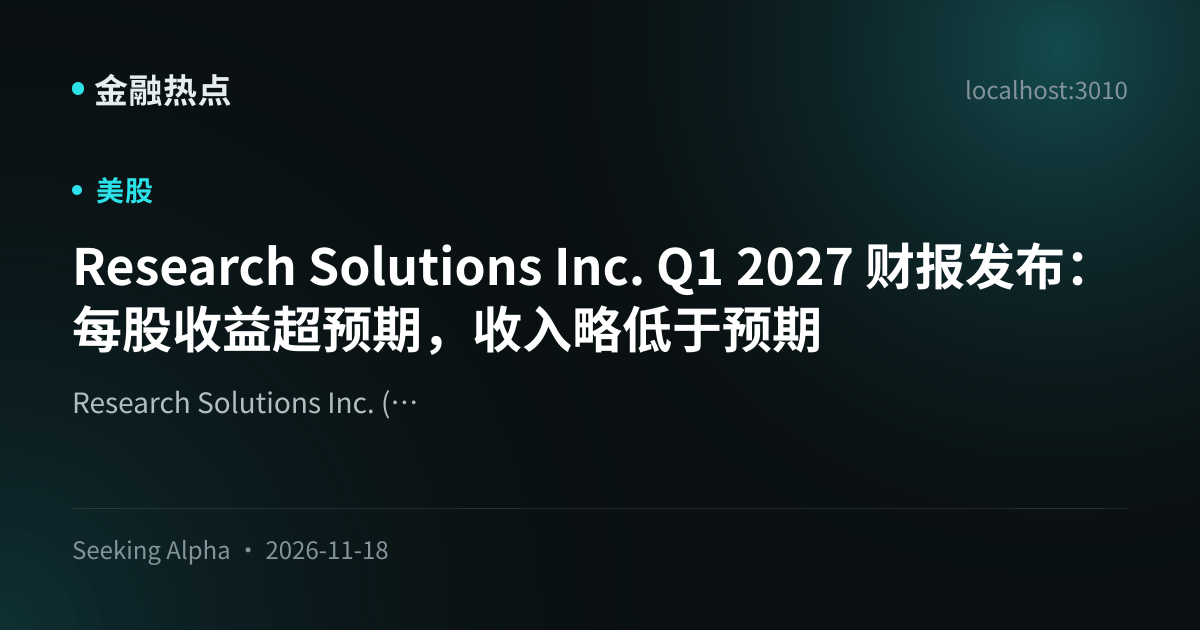 金融热点
localhost:3010
美股
Research Solutions Inc. Q1 2027 财报发布：
每股收益超预期，收入略低于预期
Research Solutions Inc. (…
Seeking Alpha · 2026-11-18